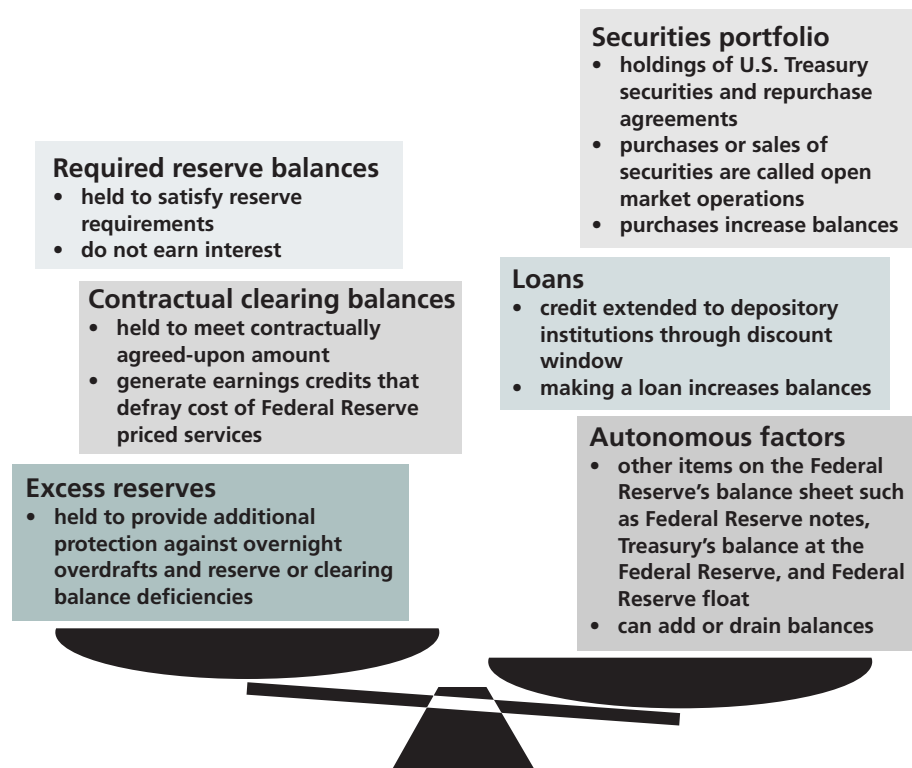 Required reserve balances
• held to satisfy reserve
requirements
• do not earn interest
Contractual clearing balances
• held to meet contractually
agreed-upon amount
• generate earnings credits that
defray cost of Federal Reserve
priced services
Excess reserves
• held to provide additional
protection against overnight
overdrafts and reserve or clearing
balance deficiencies
Securities portfolio
• holdings of U.S. Treasury
securities and repurchase
agreements
• purchases or sales of
securities are called open
market operations
• purchases increase balances
Loans
• credit extended to depository
institutions through discount
window
• making a loan increases balances
Autonomous factors
• other items on the Federal
Reserve’s balance sheet such
as Federal Reserve notes,
Treasury’s balance at the
Federal Reserve, and Federal
Reserve float
• can add or drain balances